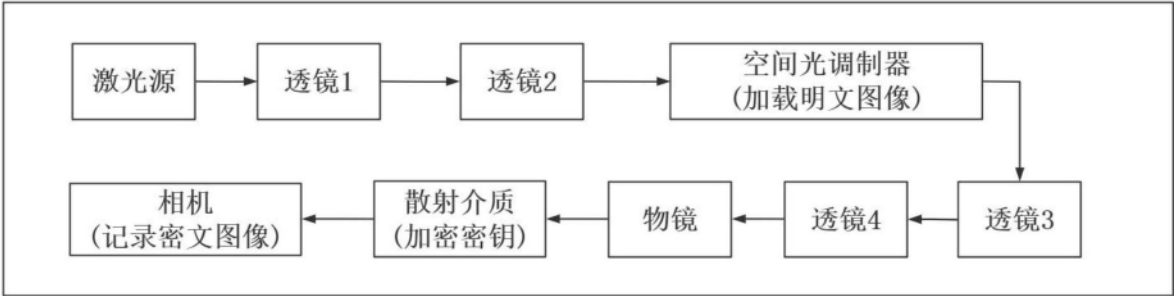 激光源
透镜1
透镜2
空间光调制器
(加载明文图像)
透镜3
透镜4
物镜
散射介质
(加密密钥)
相机
(记录密文图像)